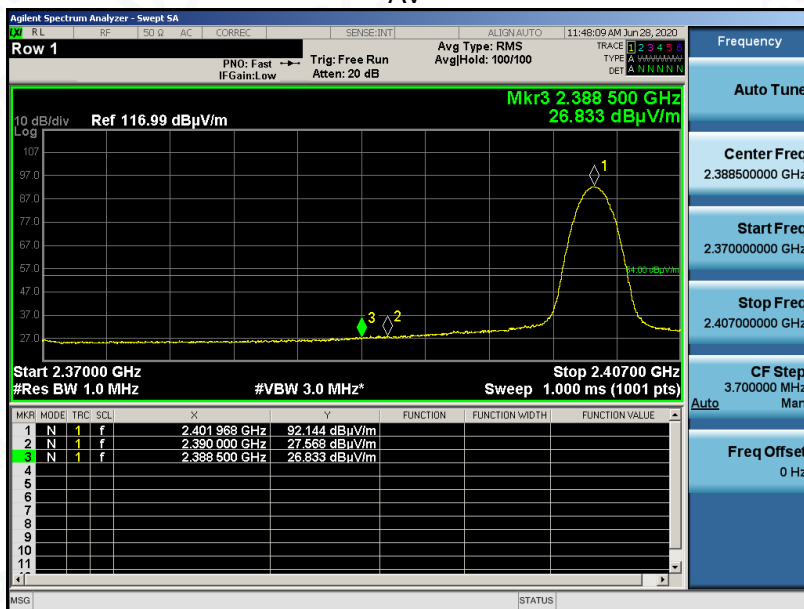 AV
Agilent Spectrum Analyzer - Swept SA
LXI RL RF 50 Ω AC CORREC SENSE:INT ALIGN AUTO 11:48:09 AM Jun 28, 2020
Row 1
PNO: Fast
IFGain:Low
Trig: Free Run
Atten: 20 dB
Avg Type: RMS
Avg|Hold: 100/100
TRACE 1 2 3 4 5 6
TYPE A WWWWW
DET A N N N N N
Mkr3 2.388 500 GHz
26.833 dBµV/m
10 dB/div Ref 116.99 dBµV/m
Log
107
97.0
87.0
77.0
67.0
57.0
47.0
37.0
27.0
1
2
3
54.00 dBµV/m
Start 2.37000 GHz Stop 2.40700 GHz
#Res BW 1.0 MHz #VBW 3.0 MHz* Sweep 1.000 ms (1001 pts)
MKR MODE TRC SCL X Y FUNCTION FUNCTION WIDTH FUNCTION VALUE
1 N 1 f 2.401 968 GHz 92.144 dBµV/m
2 N 1 f 2.390 000 GHz 27.568 dBµV/m
3 N 1 f 2.388 500 GHz 26.833 dBµV/m
4
5
6
7
8
9
10
11
MSG STATUS
Frequency
Auto Tune
Center Freq
2.388500000 GHz
Start Freq
2.370000000 GHz
Stop Freq
2.407000000 GHz
CF Step
3.700000 MHz
Auto Man
Freq Offset
0 Hz